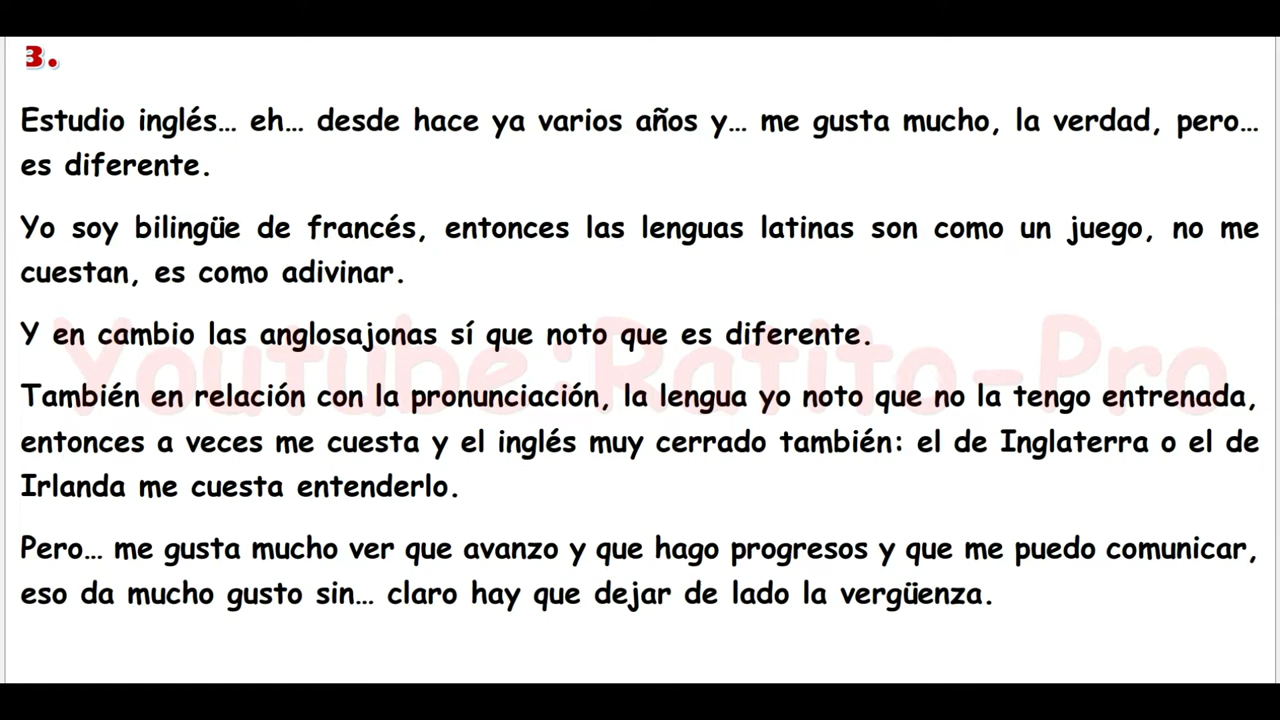 3.
Estudio inglés... eh... desde hace ya varios años y... me gusta mucho, la verdad, pero...
es diferente.
Yo soy bilingüe de francés, entonces las lenguas latinas son como un juego, no me
cuestan, es como adivinar.
Y en cambio las anglosajonas sí que noto que es diferente.
Youtube:Ratito-Pro
También en relación con la pronunciación, la lengua yo noto que no la tengo entrenada,
entonces a veces me cuesta y el inglés muy cerrado también: el de Inglaterra o el de
Irlanda me cuesta entenderlo.
Pero... me gusta mucho ver que avanzo y que hago progresos y que me puedo comunicar,
eso da mucho gusto sin... claro hay que dejar de lado la vergüenza.